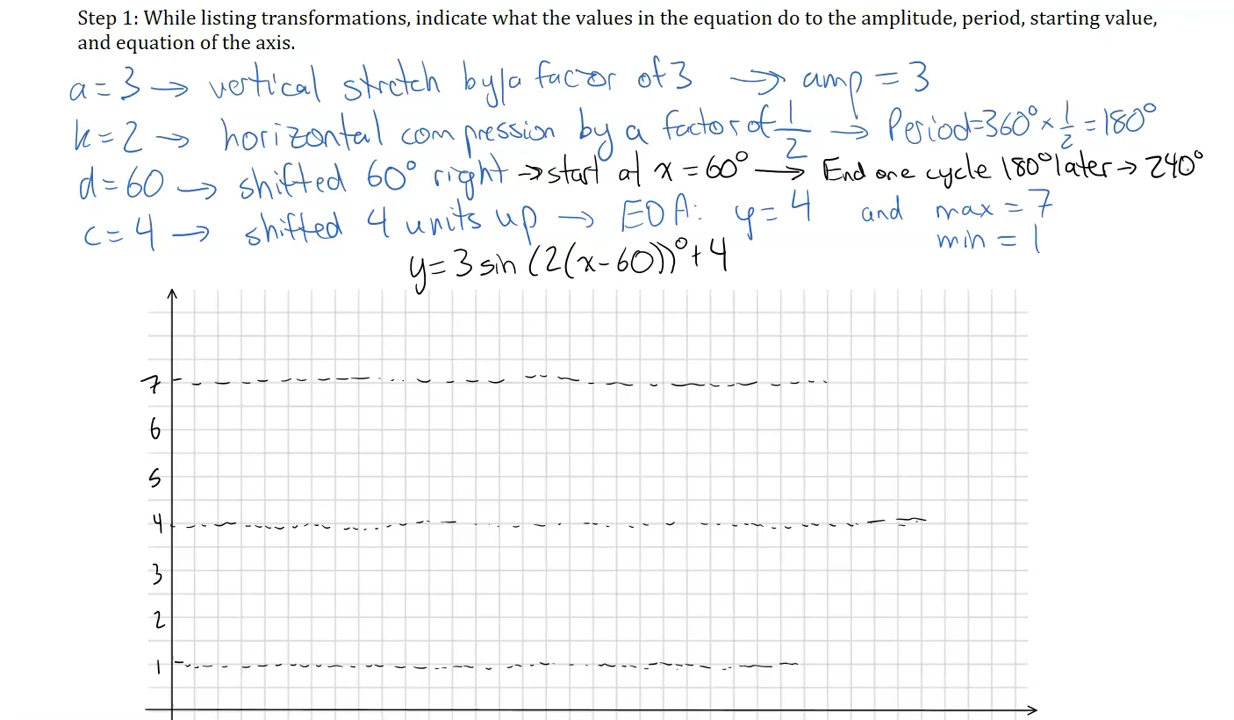 Step 1: While listing transformations, indicate what the values in the equation do to the amplitude, period, starting value,
and equation of the axis.
a=3 → vertical stretch by a factor of 3 → amp = 3
k=2 → horizontal compression by a factor of 1/2 → Period=360°×1/2=180°
d=60 → shifted 60° right → start at x=60° → End one cycle 180° later → 240°
c=4 → shifted 4 units up → EOA: y=4 and max=7
min=1
y=3 sin(2(x-60))°+4
7
6
5
4
3
2
1